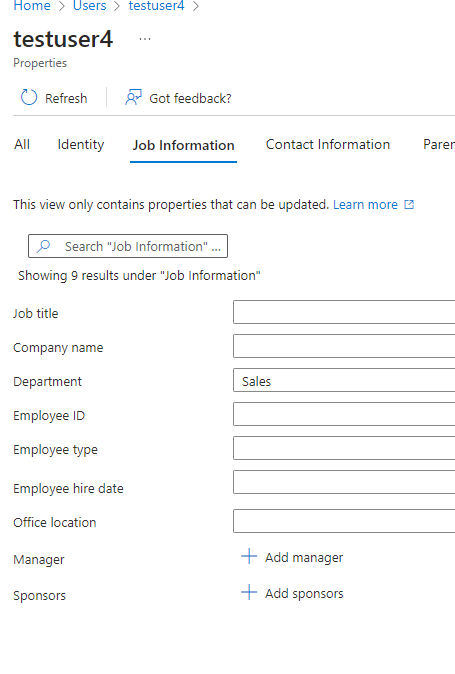 Home > Users > testuser4 >
testuser4 ...
Properties
Refresh Got feedback?
All Identity Job Information Contact Information Paren
This view only contains properties that can be updated. Learn more
Search "Job Information" ...
Showing 9 results under "Job Information"
Job title
Company name
Department Sales
Employee ID
Employee type
Employee hire date
Office location
Manager + Add manager
Sponsors + Add sponsors